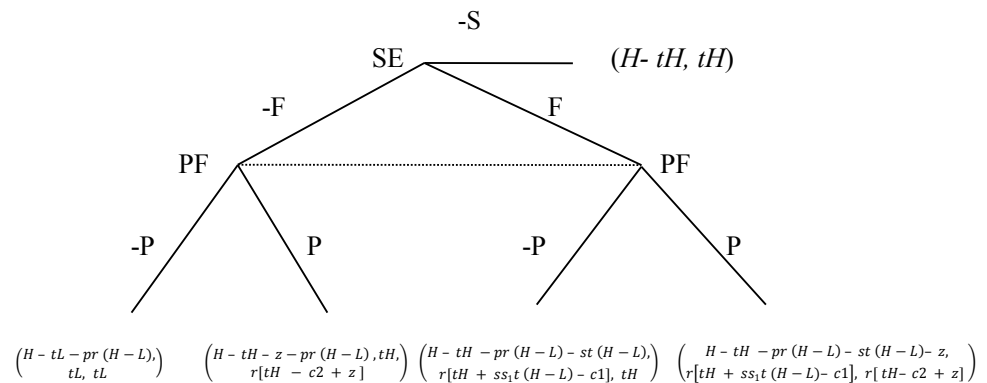 -S
SE
(H- tH, tH)
-F
F
PF
PF
-P
P
-P
P
(H – tL – pr (H – L),
tL, tL)
(H – tH – z – pr (H – L) , tH,
r[tH – c2 + z ])
(H – tH – pr (H – L) – st (H – L),
r[tH + ss₁t (H – L) – c1], tH)
(H – tH – pr (H – L) – st (H – L)– z,
r[tH + ss₁t (H – L)– c1], r[ tH– c2 + z])